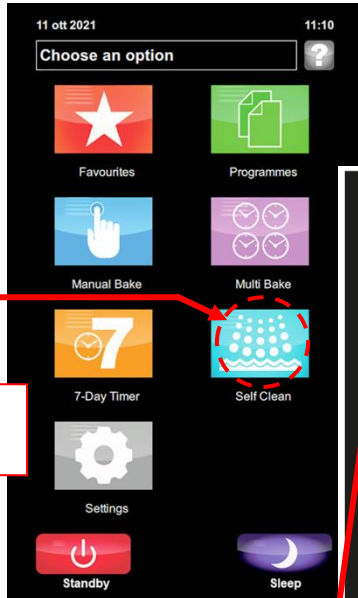 11 ott 2021 11:10
Choose an option ?
Favourites Programmes
Manual Bake Multi Bake
7
7-Day Timer Self Clean
Settings
Standby Sleep